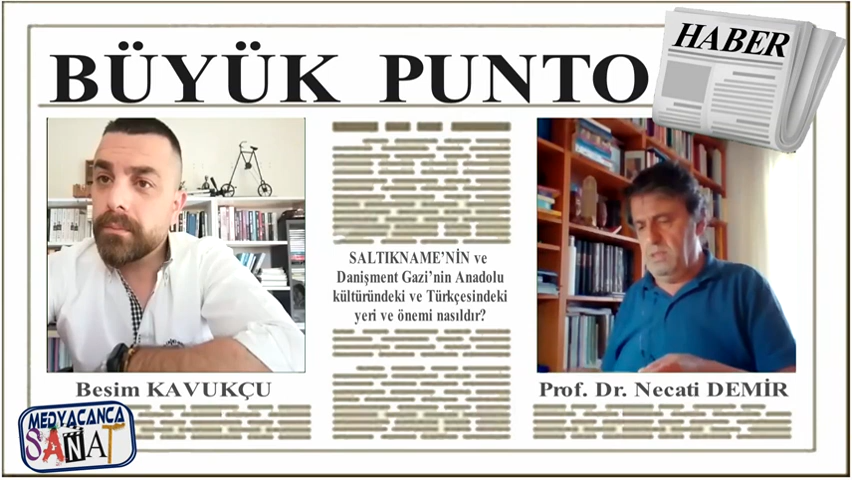 BÜYÜK PUNTO
HABER
SALTIKNAME'NİN ve
Danişment Gazi'nin Anadolu
kültüründeki ve Türkçesindeki
yeri ve önemi nasıldır?
Besim KAVUKÇU
Prof. Dr. Necati DEMİR
MEDYACANCA
SANAT